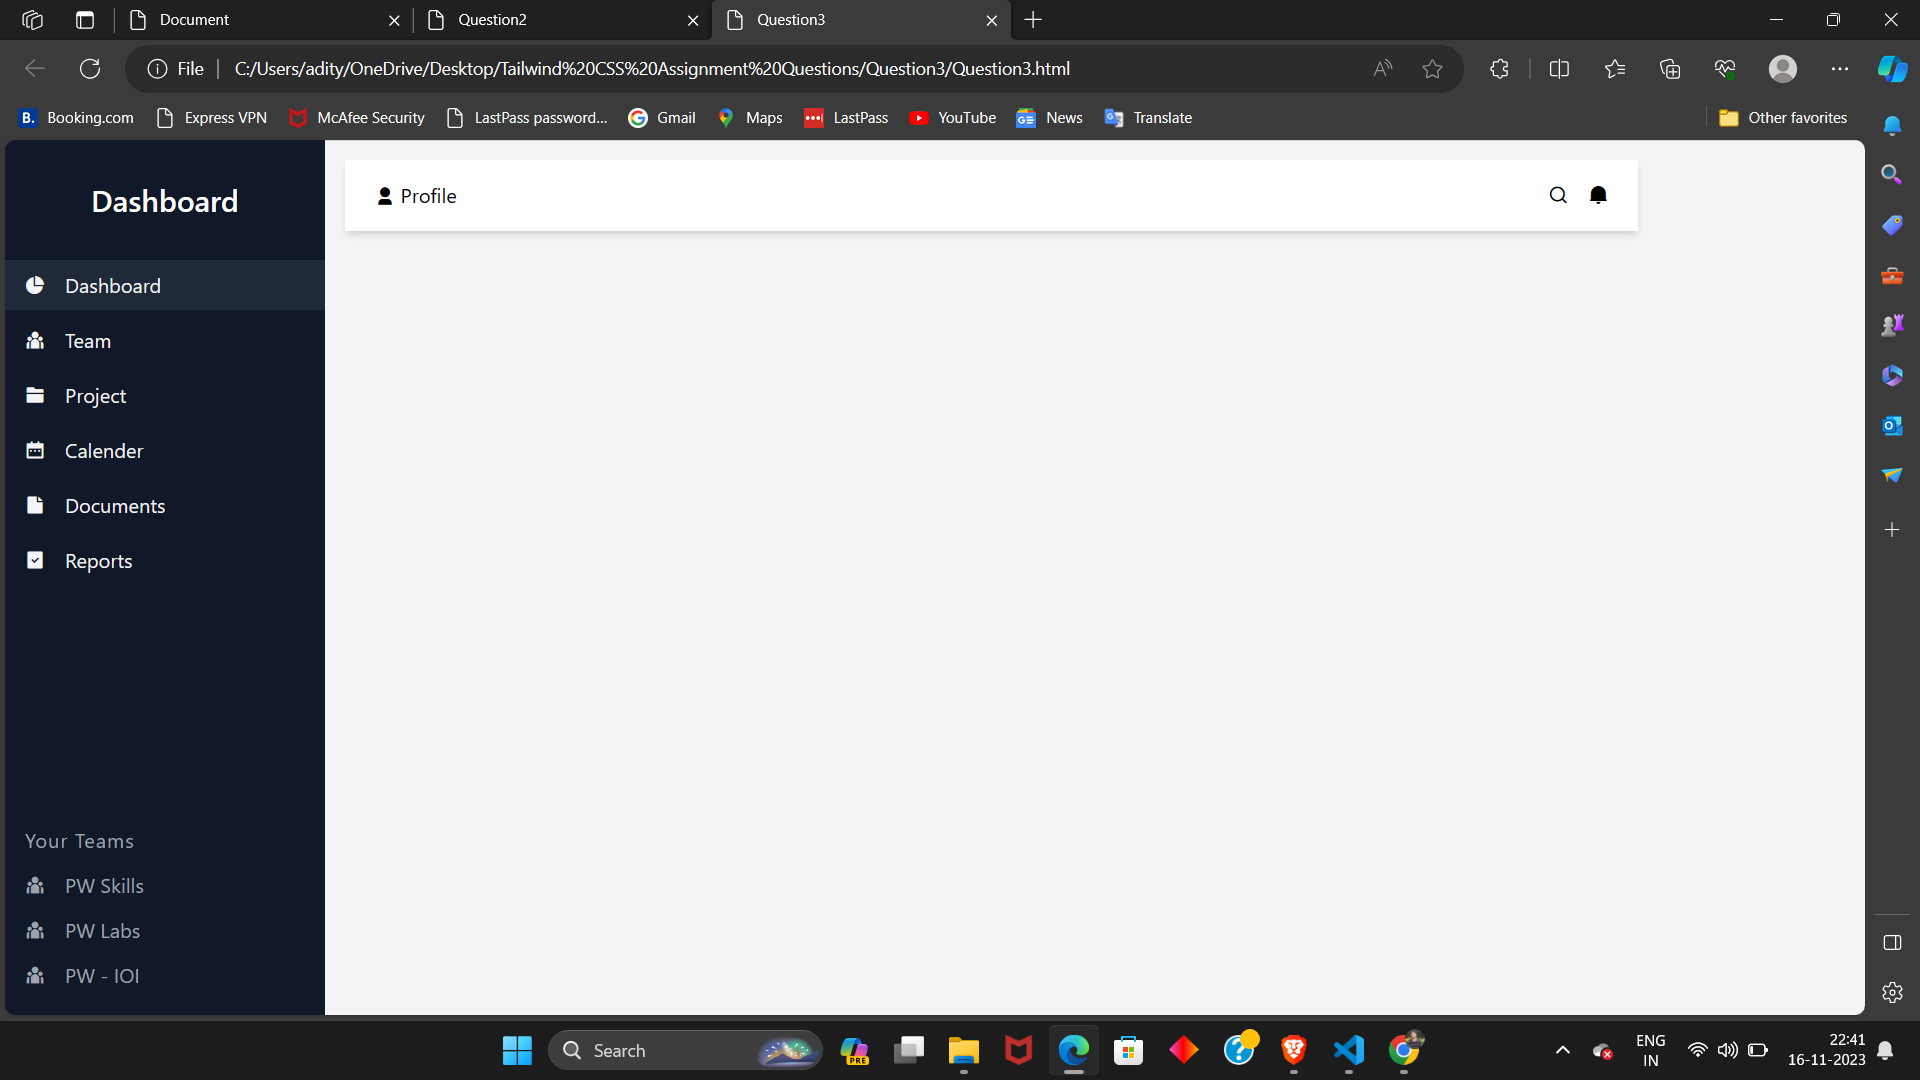 Document
Question2
Question3
File
C:/Users/adity/OneDrive/Desktop/Tailwind%20CSS%20Assignment%20Questions/Question3/Question3.html
B. Booking.com
Express VPN
McAfee Security
LastPass password...
Gmail
Maps
LastPass
YouTube
News
Translate
Other favorites
Dashboard
Profile
Dashboard
Team
Project
Calender
Documents
Reports
Your Teams
PW Skills
PW Labs
PW - IOI
Search
PRE
ENG
IN
22:41
16-11-2023